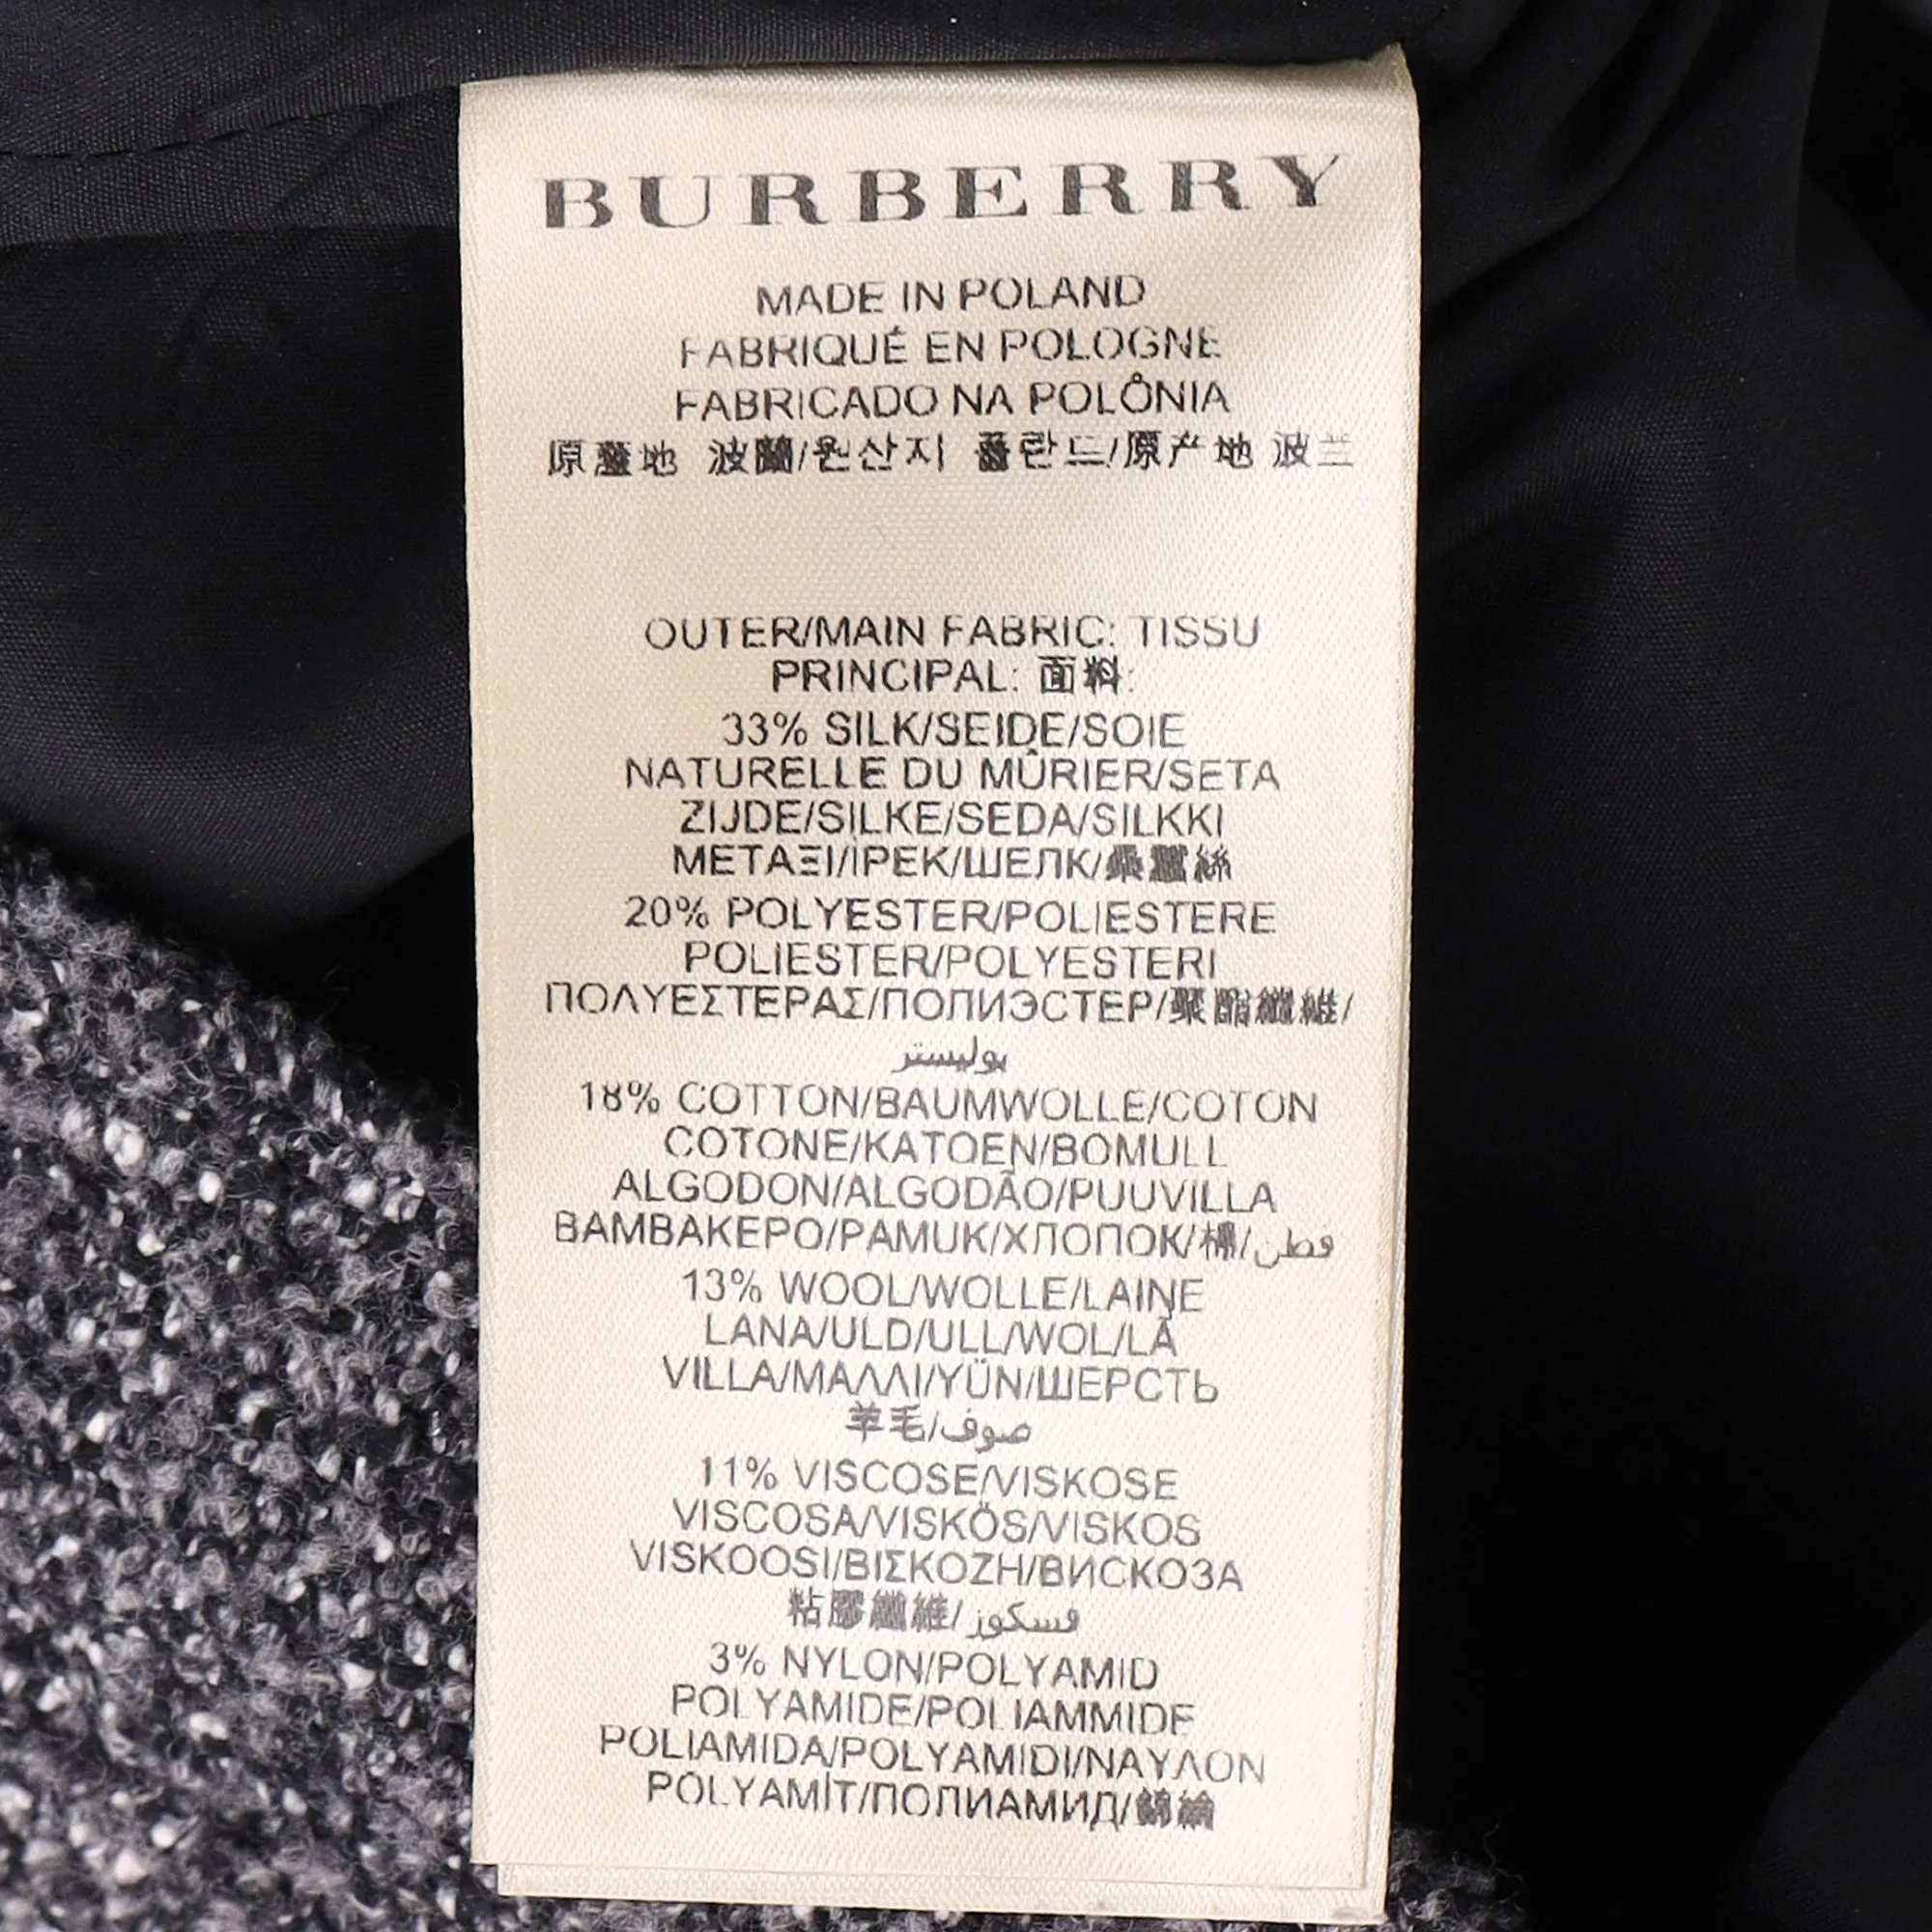 BURBERRY
MADE IN POLAND
FABRIQUÉ EN POLOGNE
FABRICADO NA POLÔNIA
原產地 波蘭/원산지 폴란드/原产地 波兰
OUTER/MAIN FABRIC: TISSU
PRINCIPAL: 面料:
33% SILK/SEIDE/SOIE
NATURELLE DU MÛRIER/SETA
ZIJDE/SILKE/SEDA/SILKKI
ΜΕΤΑΞΙ/İPEK/ШЕЛК/桑蠶絲
20% POLYESTER/POLIESTERE
POLIESTER/POLYESTERI
ΠΟΛΥΕΣΤΕΡΑΣ/ПОЛИЭСТЕР/聚酯纖維/
بوليستر
18% COTTON/BAUMWOLLE/COTON
COTONE/KATOEN/BOMULL
ALGODON/ALGODÃO/PUUVILLA
ΒΑΜΒΑΚΕΡΟ/PAMUK/ХЛОПОК/棉/قطن
13% WOOL/WOLLE/LAINE
LANA/ULD/ULL/WOL/LÃ
VILLA/ΜΑΛΛΙ/YÜN/ШЕРСТЬ
羊毛/صوف
11% VISCOSE/VISKOSE
VISCOSA/VISKÖS/VISKOS
VISKOOSI/ΒΙΣΚΟΖΗ/ВИСКОЗА
粘膠纖維/فسكوز
3% NYLON/POLYAMID
POLYAMIDE/POLIAMMIDE
POLIAMIDA/POLYAMIDI/ΝΑΥΛΟΝ
POLYAMİT/ПОЛИАМИД/錦綸